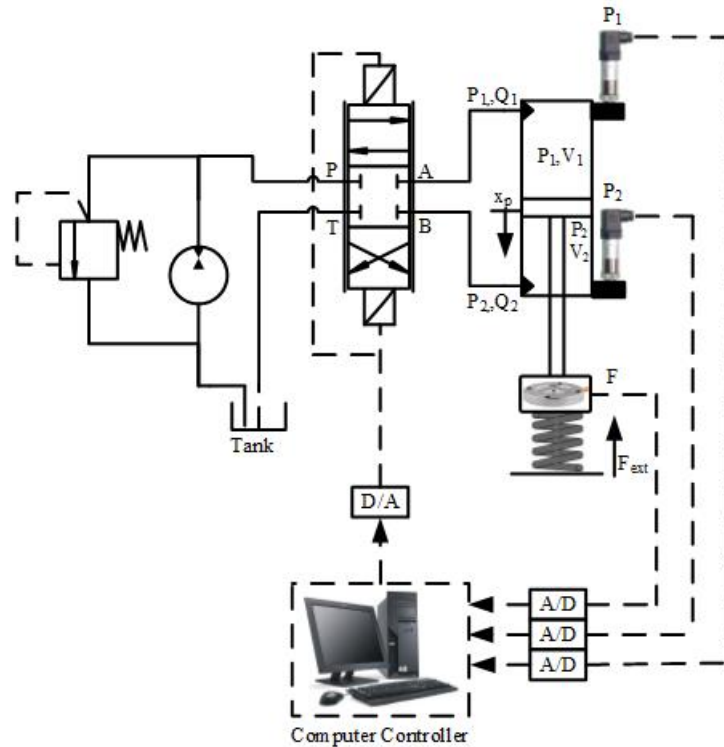 P1
P1,Q1
P1,V1
P
A
xp
P2
T
B
P2
V2
P2,Q2
F
Tank
Fext
D/A
A/D
A/D
A/D
Computer Controller